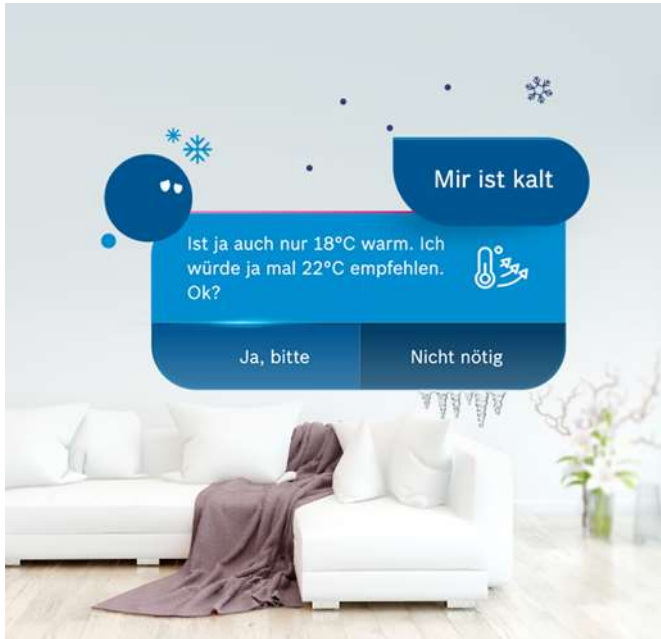 Mir ist kalt
Ist ja auch nur 18°C warm. Ich
würde ja mal 22°C empfehlen.
Ok?
Ja, bitte
Nicht nötig